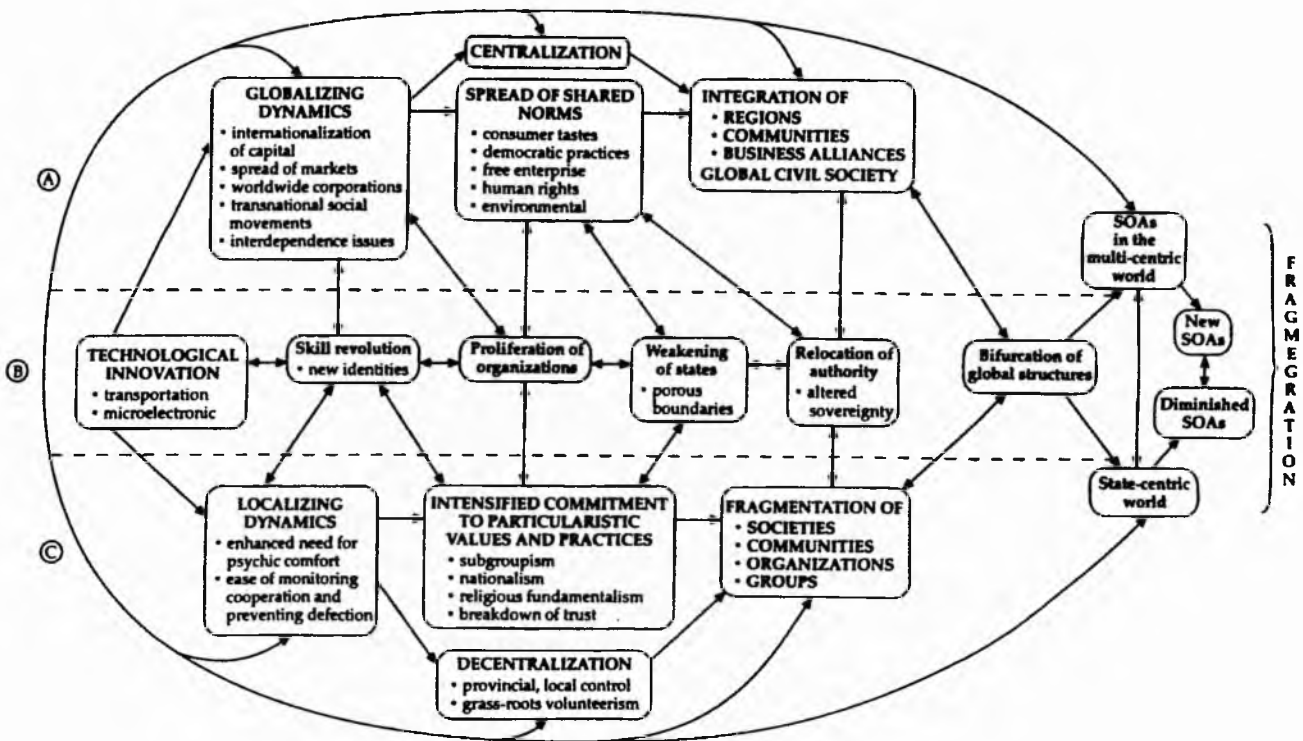 CENTRALIZATION
GLOBALIZING
DYNAMICS
• internationalization
of capital
• spread of markets
• worldwide corporations
• transnational social
movements
• interdependence issues
SPREAD OF SHARED
NORMS
• consumer tastes
• democratic practices
• free enterprise
• human rights
• environmental
INTEGRATION OF
• REGIONS
• COMMUNITIES
• BUSINESS ALLIANCES
GLOBAL CIVIL SOCIETY
A
SOAs
in the
multi-centric
world
TECHNOLOGICAL
INNOVATION
• transportation
• microelectronic
Skill revolution
• new identities
Proliferation of
organizations
Weakening
of states
• porous
boundaries
Relocation of
authority
• altered
sovereignty
Bifurcation of
global structures
New
SOAs
Diminished
SOAs
B
FRAGMEGRATION
LOCALIZING
DYNAMICS
• enhanced need for
psychic comfort
• ease of monitoring
cooperation and
preventing defection
INTENSIFIED COMMITMENT
TO PARTICULARISTIC
VALUES AND PRACTICES
• subgroupism
• nationalism
• religious fundamentalism
• breakdown of trust
FRAGMENTATION OF
• SOCIETIES
• COMMUNITIES
• ORGANIZATIONS
• GROUPS
State-centric
world
C
DECENTRALIZATION
• provincial, local control
• grass-roots volunteerism